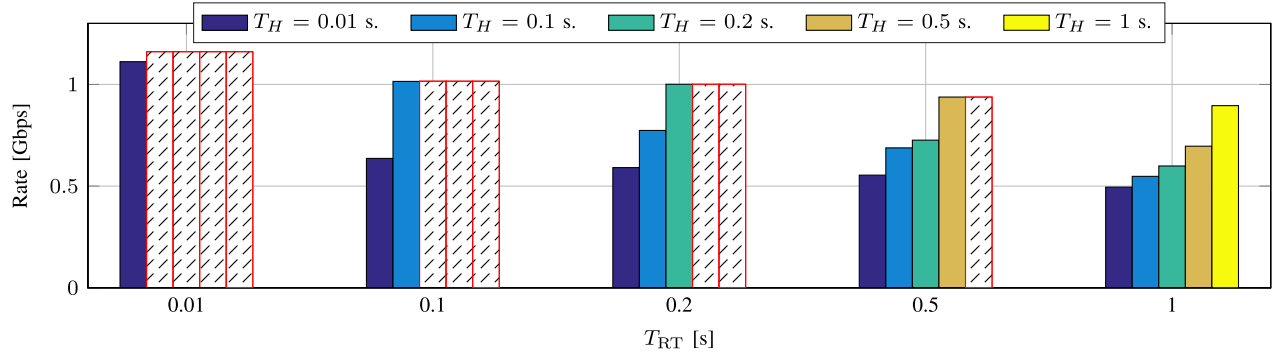 T_H = 0.01 s. T_H = 0.1 s. T_H = 0.2 s. T_H = 0.5 s. T_H = 1 s.
1
0.5
0
Rate [Gbps]
0.01 0.1 0.2 0.5 1
T_RT [s]